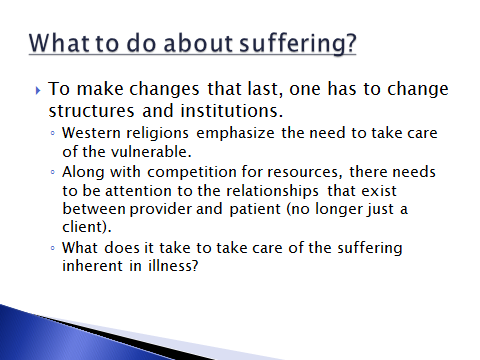 What to do about suffering?
To make changes that last, one has to change
structures and institutions.
Western religions emphasize the need to take care
of the vulnerable.
Along with competition for resources, there needs
to be attention to the relationships that exist
between provider and patient (no longer just a
client).
What does it take to take care of the suffering
inherent in illness?